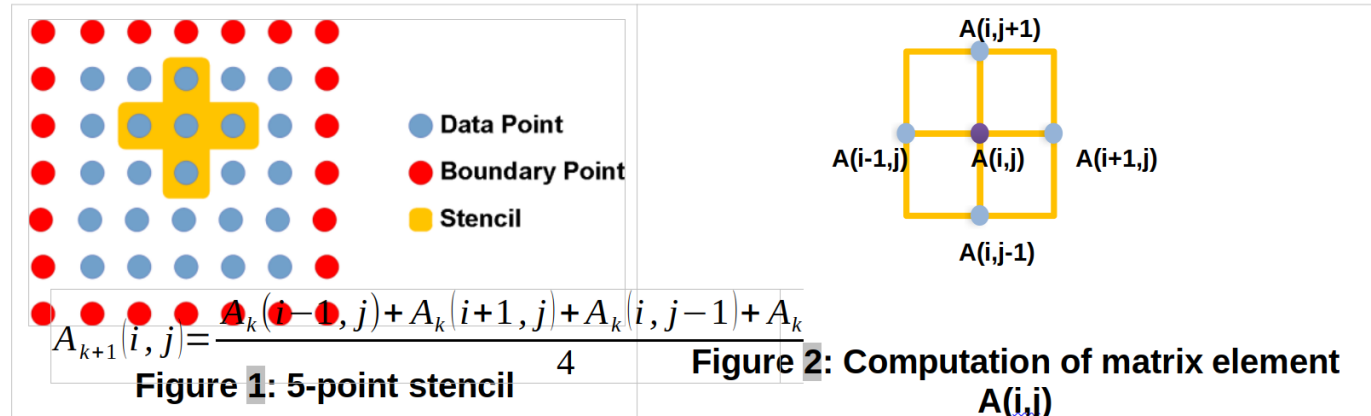 Data Point
Boundary Point
Stencil
A_{k+1}(i,j)=\frac{A_k(i-1,j)+A_k(i+1,j)+A_k(i,j-1)+A_k}{4}
Figure 1: 5-point stencil
A(i,j+1)
A(i-1,j) A(i,j) A(i+1,j)
A(i,j-1)
Figure 2: Computation of matrix element
A(i,j)